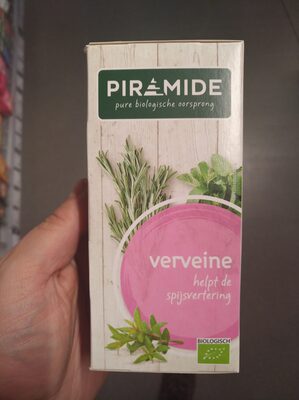 PIRAMIDE
pure biologische oorsprong
verveine
helpt de
spijsvertering
BIOLOGISCH